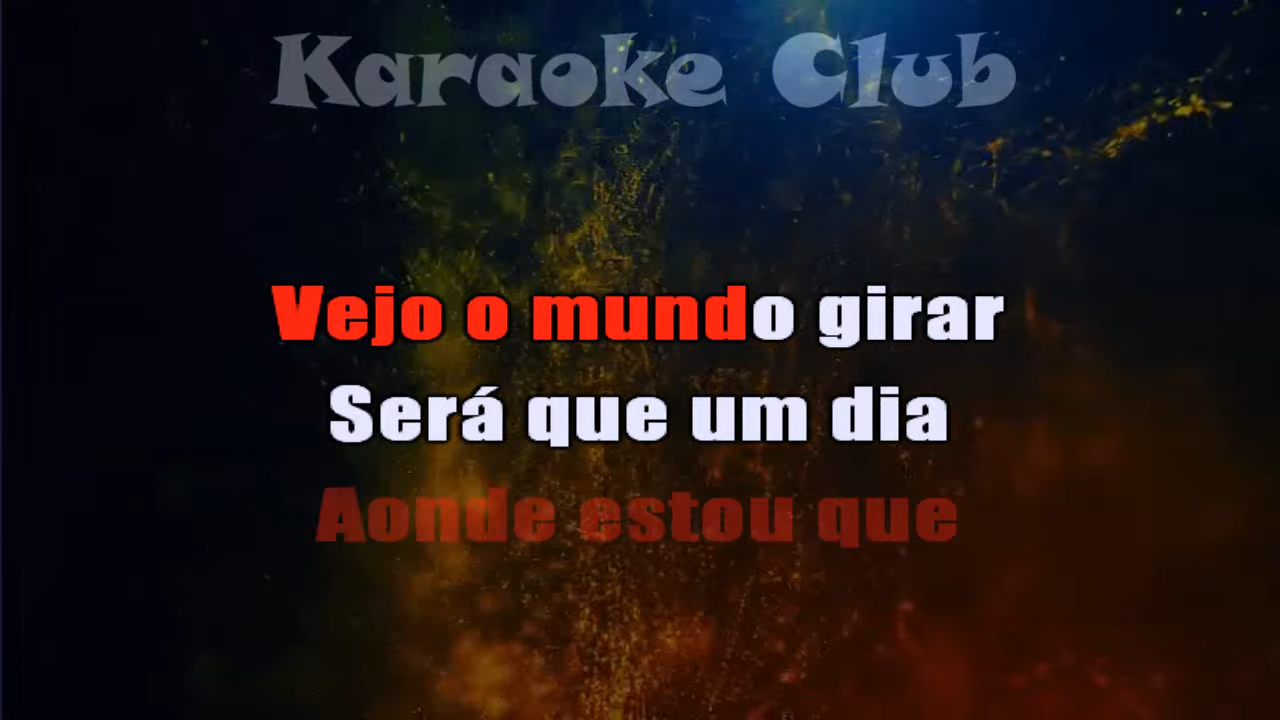 Karaoke Club
Vejo o mundo girar
Será que um dia
Aonde estou que